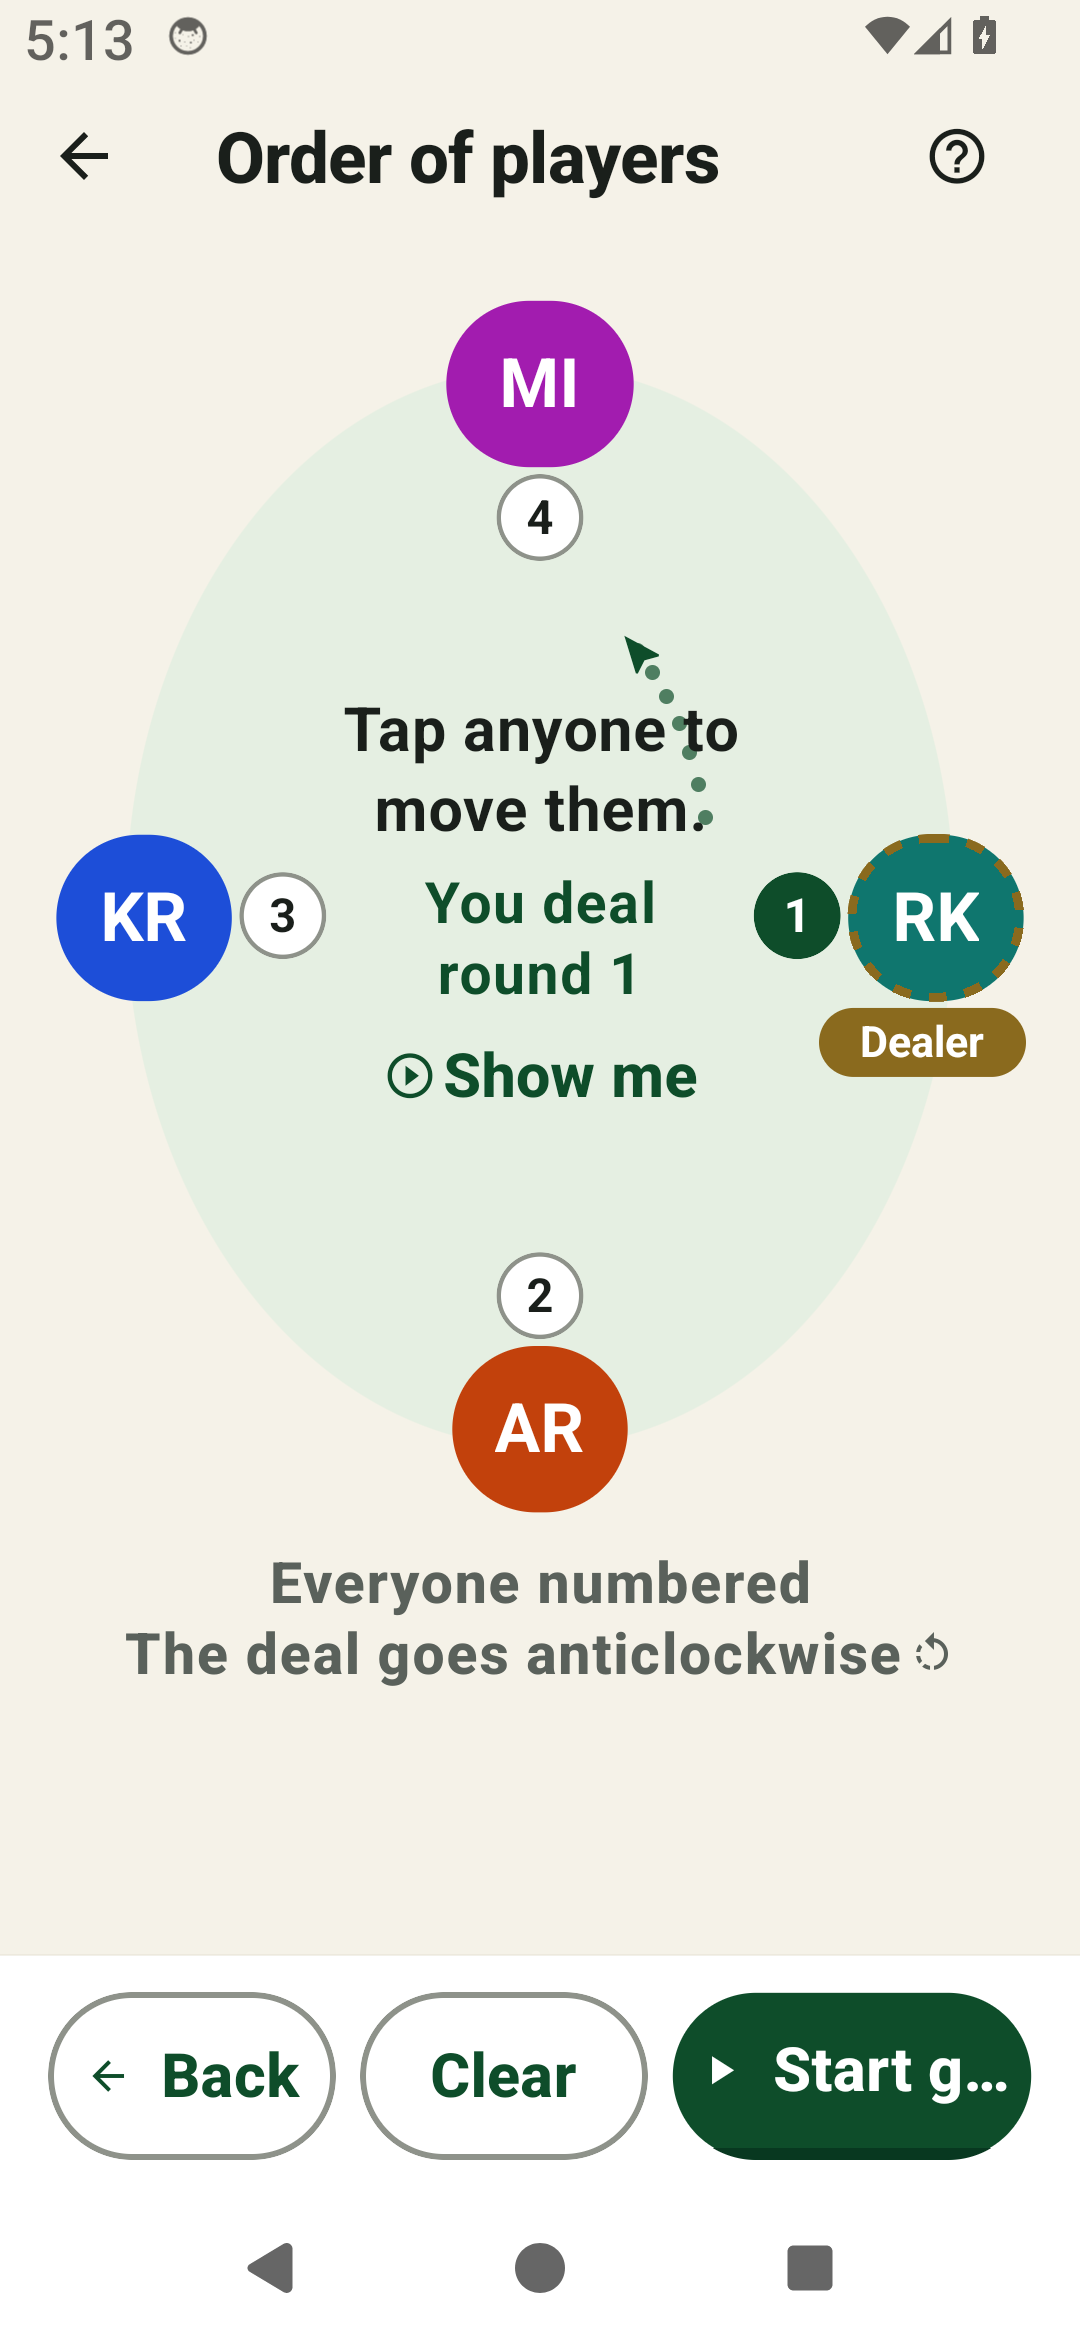 5:13
Order of players
MI
4
Tap anyone to
move them.
KR
3
You deal
round 1
1
RK
Dealer
Show me
2
AR
Everyone numbered
The deal goes anticlockwise
Back
Clear
Start g...